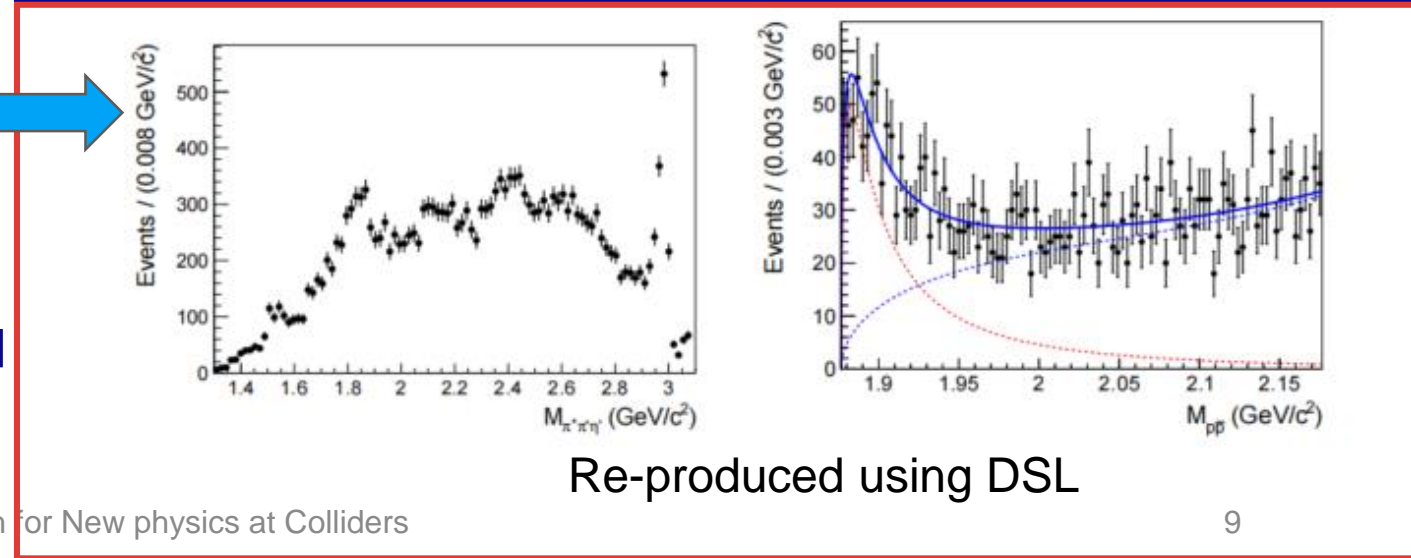 Events / (0.008 GeV/c²)
500
400
300
200
100
0
1.4 1.6 1.8 2 2.2 2.4 2.6 2.8 3
M_π⁺π⁻η' (GeV/c²)
Events / (0.003 GeV/c²)
60
50
40
30
20
10
0
1.9 1.95 2 2.05 2.1 2.15
M_pp̅ (GeV/c²)
Re-produced using DSL
for New physics at Colliders
9